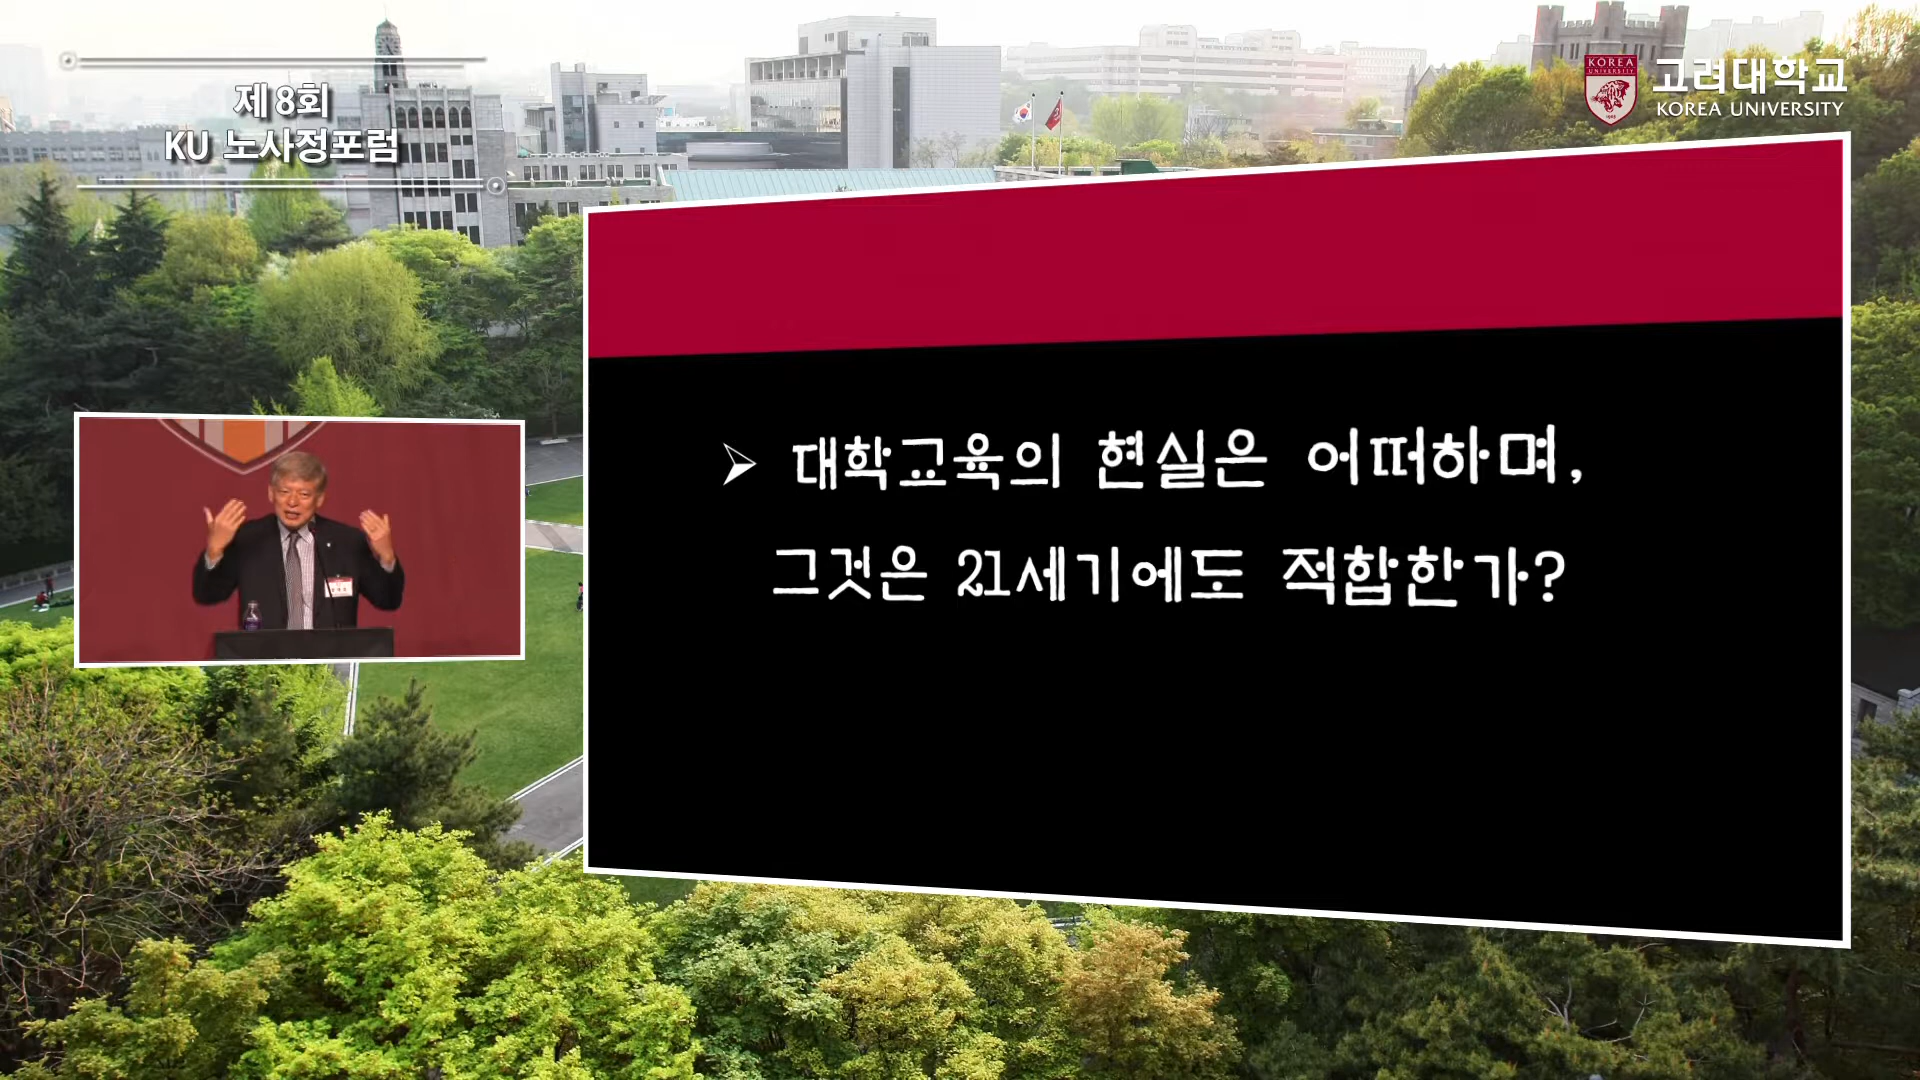 제8회
KU 노사정포럼
KOREA
UNIVERSITY
고려대학교
KOREA UNIVERSITY
➢ 대학교육의 현실은 어떠하며,
그것은 21세기에도 적합한가?